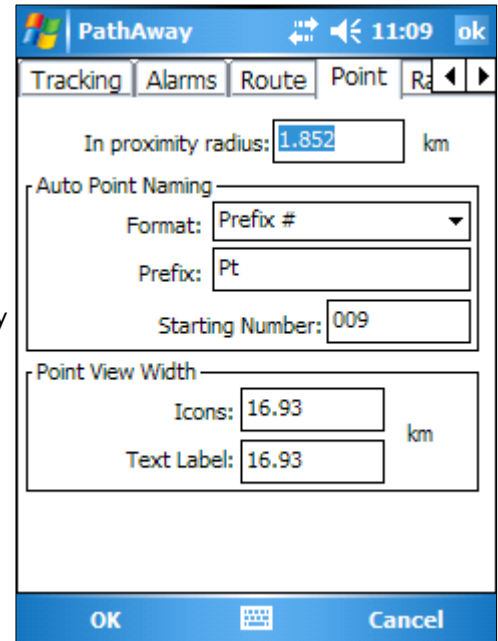 PathAway 11:09 ok
Tracking Alarms Route Point Ra
In proximity radius: 1.852 km
Auto Point Naming
Format: Prefix #
Prefix: Pt
y
Starting Number: 009
Point View Width
Icons: 16.93
km
Text Label: 16.93
OK Cancel